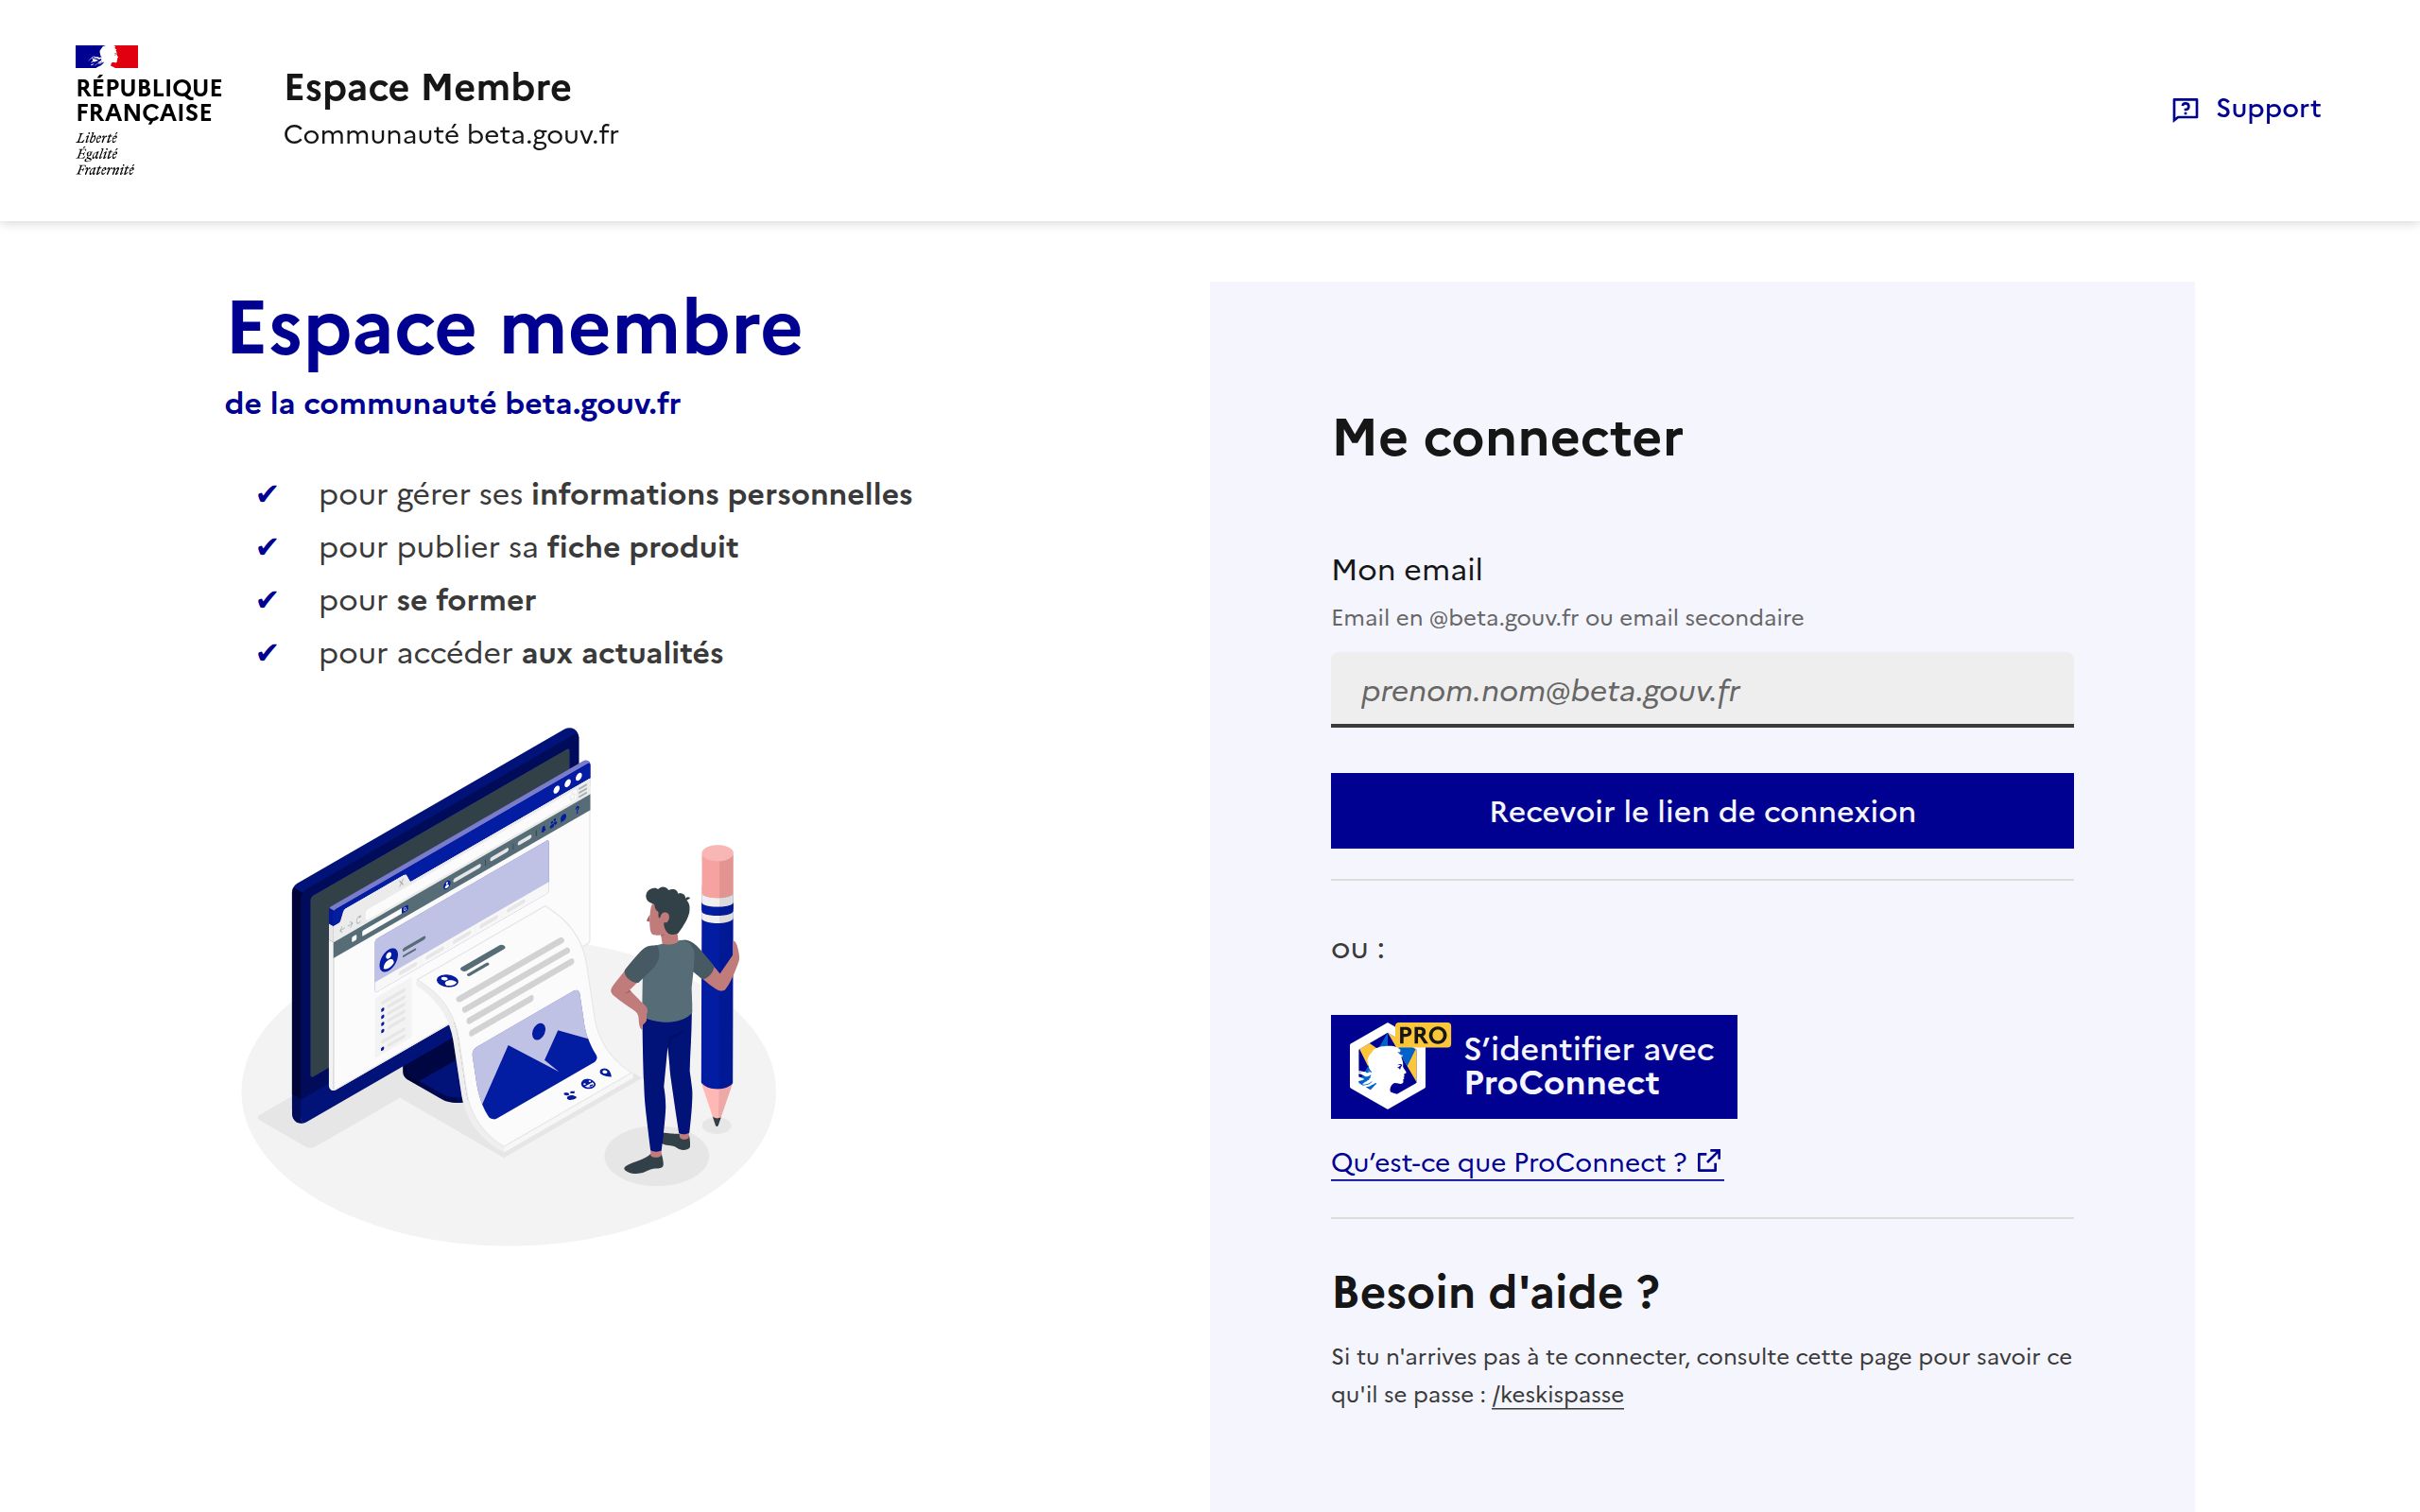 RÉPUBLIQUE
FRANÇAISE
Liberté
Égalité
Fraternité
Espace Membre
Communauté beta.gouv.fr
Support
Espace membre
de la communauté beta.gouv.fr
✔ pour gérer ses informations personnelles
✔ pour publier sa fiche produit
✔ pour se former
✔ pour accéder aux actualités
Me connecter
Mon email
Email en @beta.gouv.fr ou email secondaire
prenom.nom@beta.gouv.fr
Recevoir le lien de connexion
ou :
PRO
S’identifier avec
ProConnect
Qu’est-ce que ProConnect ?
Besoin d'aide ?
Si tu n'arrives pas à te connecter, consulte cette page pour savoir ce
qu'il se passe : /keskispasse